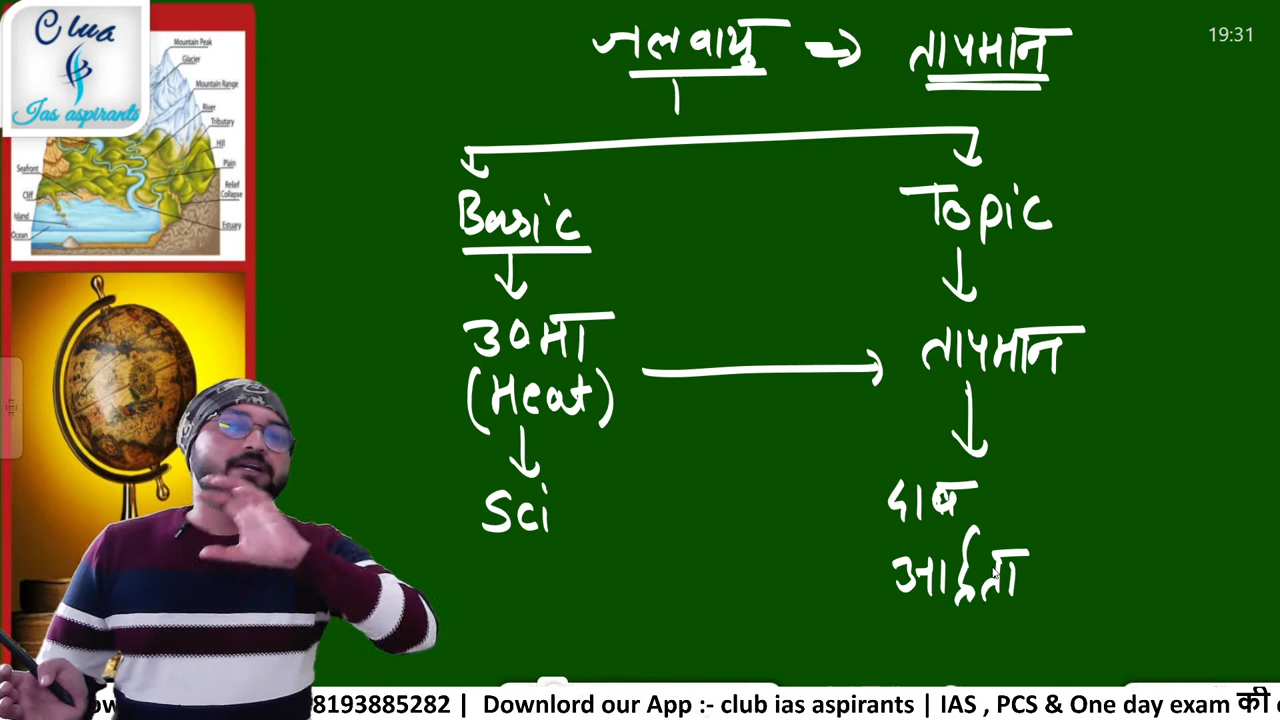 Clua
Ias aspirants
Mountain Peak
Glacier
Mountain Range
River
Tributary
Hill
Plain
Relief
Collapse
Estuary
Seafront
Cliff
Island
Ocean
19:31
जलवायु → तापमान
Basic
Topic
उष्मा
(Heat)
→ तापमान
Sci
दाब
आर्द्रता
8193885282 | Downlord our App :- club ias aspirants | IAS , PCS & One day exam की